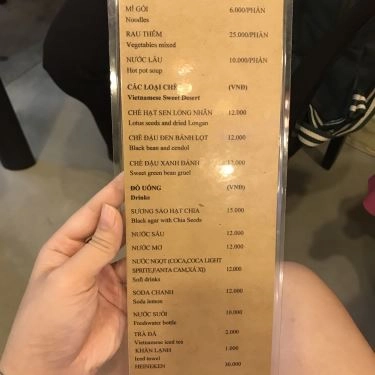 MÌ GÓI 6.000/PHẦN
Noodles
RAU THÊM 25.000/PHẦN
Vegetables mixed
NƯỚC LẨU 10.000/PHẦN
Hot pot soup
CÁC LOẠI CHÈ (VNĐ)
Vietnamese Sweet Desert
CHÈ HẠT SEN LONG NHÃN 12.000
Lotus seeds and dried Longan
CHÈ ĐẬU ĐEN BÁNH LỌT 12.000
Black bean and cendol
CHÈ ĐẬU XANH ĐÁNH 12.000
Sweet green bean gruel
ĐỒ UỐNG (VNĐ)
Drinks
SƯƠNG SÁO HẠT CHIA 15.000
Black agar with Chia Seeds
NƯỚC SẤU 12.000
NƯỚC MƠ 12.000
NƯỚC NGỌT (COCA,COCA LIGHT
SPRITE,FANTA CAM,XÁ XỊ) 12.000
Soft drinks
SODA CHANH 12.000
Soda lemon
NƯỚC SUỐI 10.000
Freshwater bottle
TRÀ ĐÁ 2.000
Vietnamese iced tea
KHĂN LẠNH 1.000
Iced towel
HEINEKEN 30.000